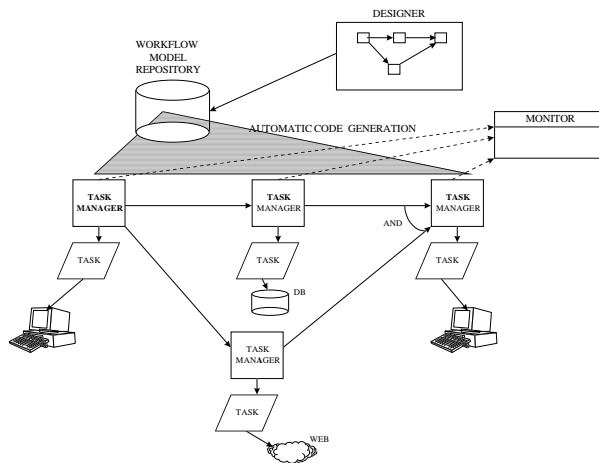 DESIGNER
WORKFLOW
MODEL
REPOSITORY
AUTOMATIC CODE GENERATION
MONITOR
TASK
MANAGER
TASK
MANAGER
TASK
MANAGER
AND
TASK
TASK
TASK
DB
TASK
MANAGER
TASK
WEB